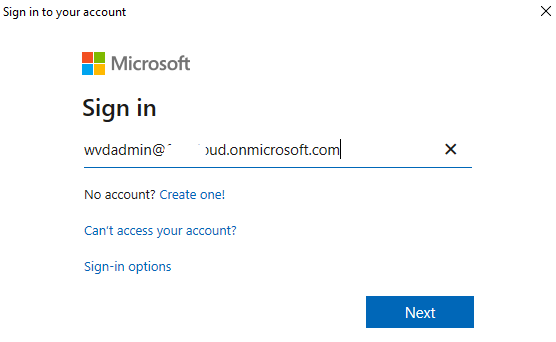 Sign in to your account
Microsoft
Sign in
wvdadmin@ oud.onmicrosoft.com
No account? Create one!
Can't access your account?
Sign-in options
Next